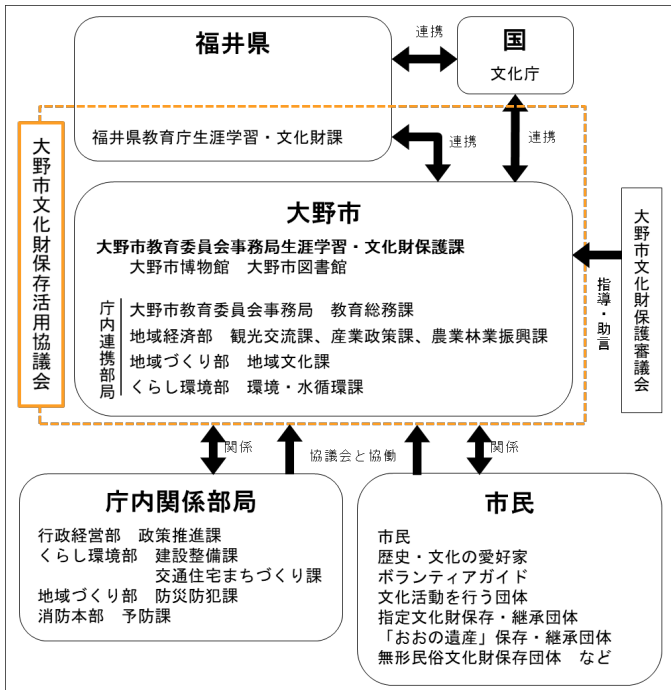 福井県
福井県教育庁生涯学習・文化財課
連携
国
文化庁
連携
連携
大野市文化財保存活用協議会
大野市
大野市教育委員会事務局生涯学習・文化財保護課
大野市博物館　大野市図書館
庁内連携部局
大野市教育委員会事務局　教育総務課
地域経済部　観光交流課、産業政策課、農業林業振興課
地域づくり部　地域文化課
くらし環境部　環境・水循環課
指導・助言
大野市文化財保護審議会
関係
協議会と協働
関係
庁内関係部局
行政経営部　政策推進課
くらし環境部　建設整備課
交通住宅まちづくり課
地域づくり部　防災防犯課
消防本部　予防課
市民
市民
歴史・文化の愛好家
ボランティアガイド
文化活動を行う団体
指定文化財保存・継承団体
「おおの遺産」保存・継承団体
無形民俗文化財保存団体　など